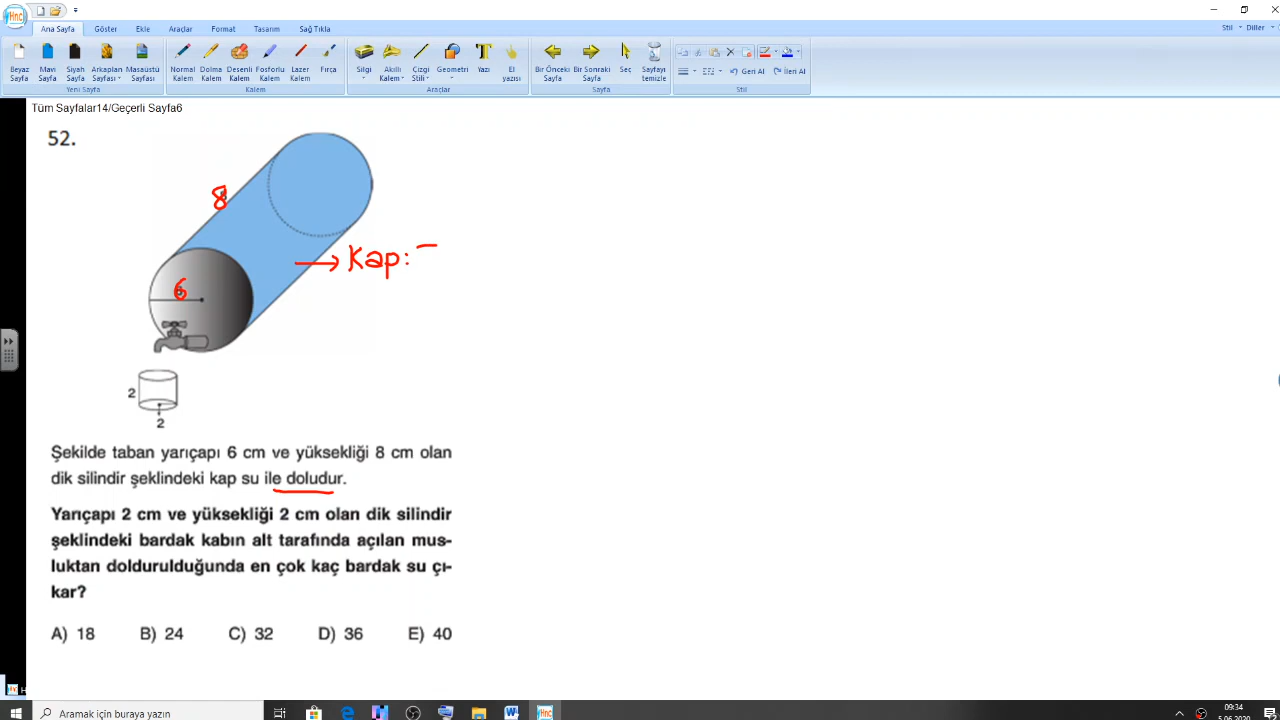 Ana Sayfa Göster Ekle Araçlar Format Tasarım Sağ Tıkla
Stil Diller
Beyaz Sayfa Mavi Sayfa Siyah Sayfa Arkaplan Sayfası Masaüstü Sayfası
Normal Kalem Dolma Kalem Desenli Kalem Fosforlu Kalem Lazer Kalem Fırça
Silgi Akıllı Kalem Çizgi Stili Geometri Yazı El yazısı
Bir Önceki Sayfa Bir Sonraki Sayfa Sec Sayfayı temizle
Geri Al İleri Al
Yeni Sayfa Kalem Araçlar Sayfa Stil
Tüm Sayfalar14/Geçerli Sayfa6
52.
8
Kap:
6
2
2
Şekilde taban yarıçapı 6 cm ve yüksekliği 8 cm olan
dik silindir şeklindeki kap su ile doludur.
Yarıçapı 2 cm ve yüksekliği 2 cm olan dik silindir
şeklindeki bardak kabın alt tarafında açılan mus-
luktan doldurulduğunda en çok kaç bardak su çı-
kar?
A) 18 B) 24 C) 32 D) 36 E) 40
Aramak için buraya yazın
09:34
5.06.2020